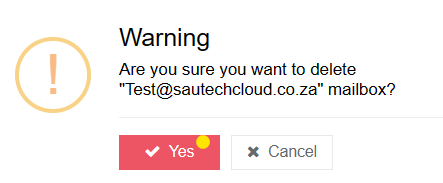 Warning
Are you sure you want to delete
"Test@sautechcloud.co.za" mailbox?
Yes
Cancel